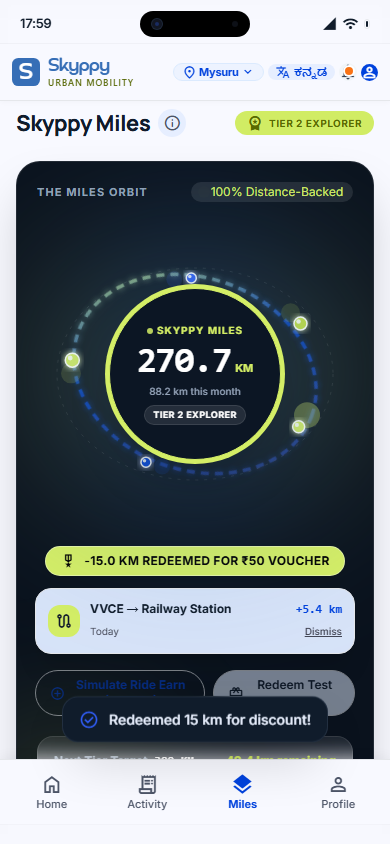 17:59
S
Skyppy
URBAN MOBILITY
Mysuru
ಕನ್ನಡ
Skyppy Miles
TIER 2 EXPLORER
THE MILES ORBIT
100% Distance-Backed
SKYPPY MILES
270.7 KM
88.2 km this month
TIER 2 EXPLORER
-15.0 KM REDEEMED FOR ₹50 VOUCHER
VVCE → Railway Station
+5.4 km
Today
Dismiss
Simulate Ride Earn
Redeem Test
Redeemed 15 km for discount!
Home
Activity
Miles
Profile